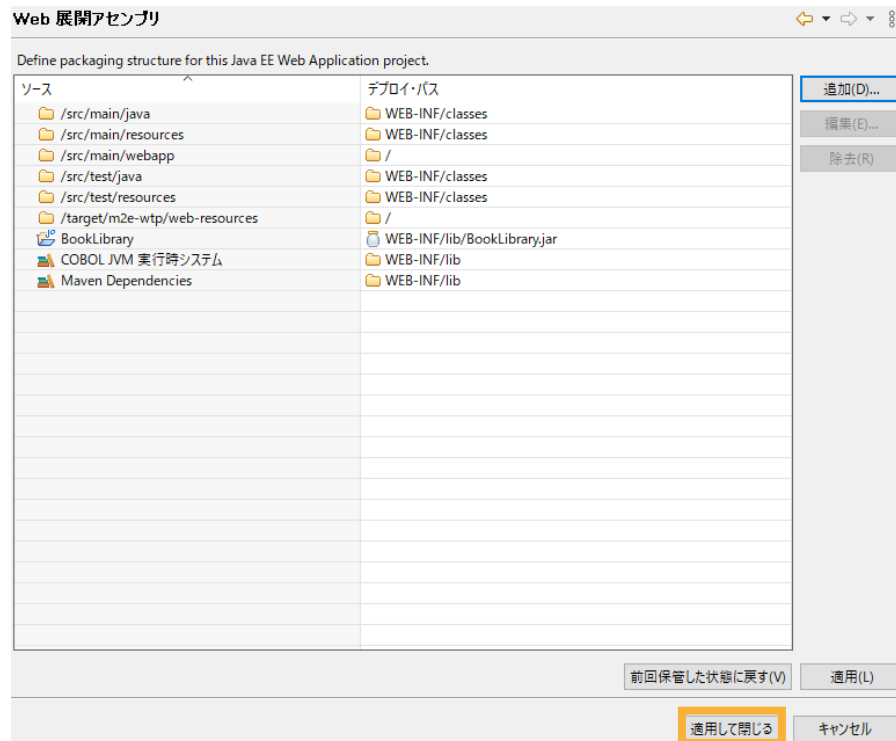 Web 展開アセンブリ
Define packaging structure for this Java EE Web Application project.
ソース デプロイ・パス
/src/main/java WEB-INF/classes
/src/main/resources WEB-INF/classes
/src/main/webapp /
/src/test/java WEB-INF/classes
/src/test/resources WEB-INF/classes
/target/m2e-wtp/web-resources /
BookLibrary WEB-INF/lib/BookLibrary.jar
COBOL JVM 実行時システム WEB-INF/lib
Maven Dependencies WEB-INF/lib
追加(D)...
編集(E)...
除去(R)
前回保管した状態に戻す(V) 適用(L)
適用して閉じる キャンセル